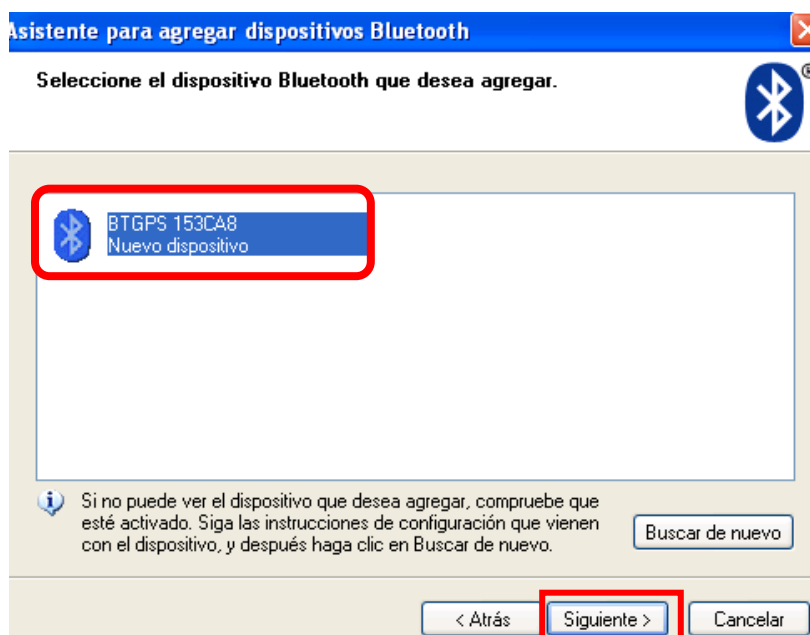 Asistente para agregar dispositivos Bluetooth
Seleccione el dispositivo Bluetooth que desea agregar.
®
BTGPS 153CA8
Nuevo dispositivo
Si no puede ver el dispositivo que desea agregar, compruebe que
esté activado. Siga las instrucciones de configuración que vienen
con el dispositivo, y después haga clic en Buscar de nuevo.
Buscar de nuevo
< Atrás
Siguiente >
Cancelar